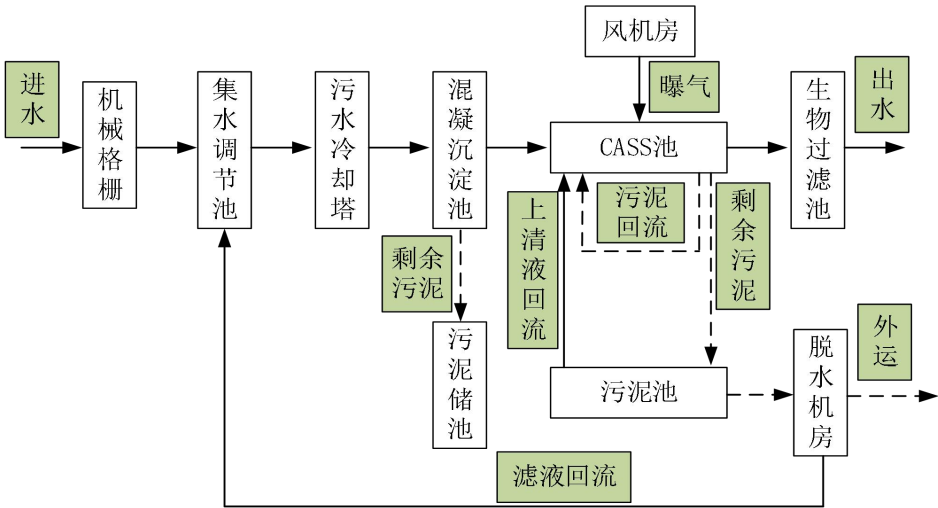 风机房
进水
曝气
出水
机械格栅
集水调节池
污水冷却塔
混凝沉淀池
CASS池
生物过滤池
剩余
污泥
上清液回流
污泥
回流
剩余污泥
污泥储池
污泥池
脱水机房
外运
滤液回流